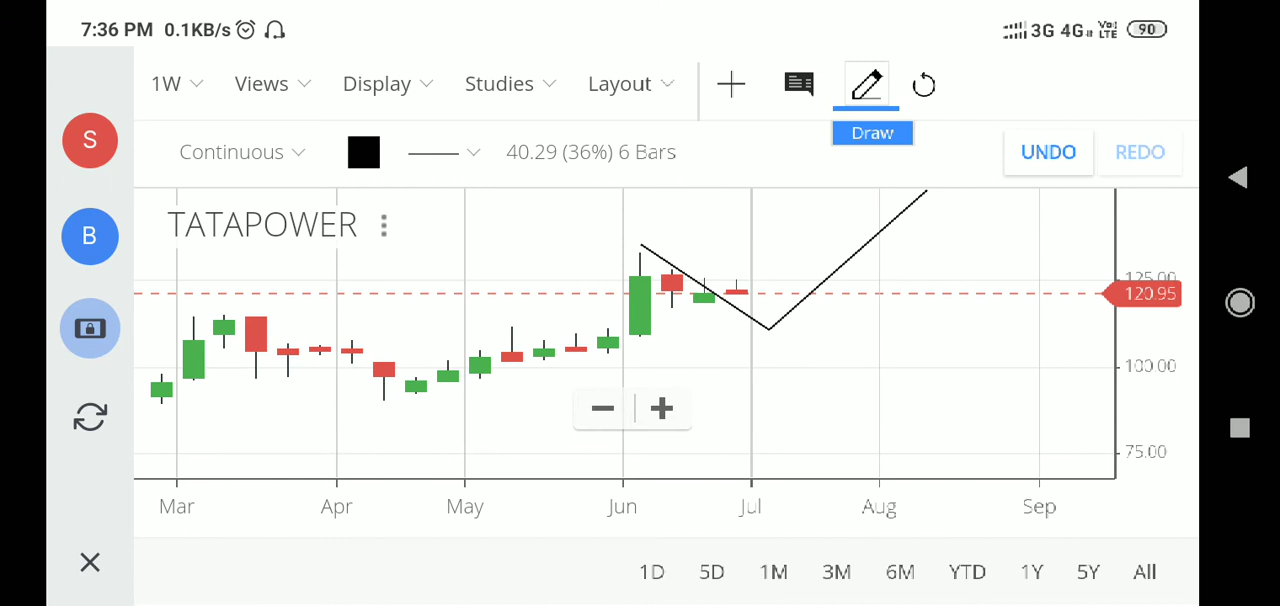 7:36 PM 0.1KB/s 3G 4G VoI LTE 90
1W Views Display Studies Layout
Draw
Continuous 40.29 (36%) 6 Bars UNDO REDO
S
B
TATAPOWER
125.00
120.95
100.00
75.00
Mar Apr May Jun Jul Aug Sep
1D 5D 1M 3M 6M YTD 1Y 5Y All